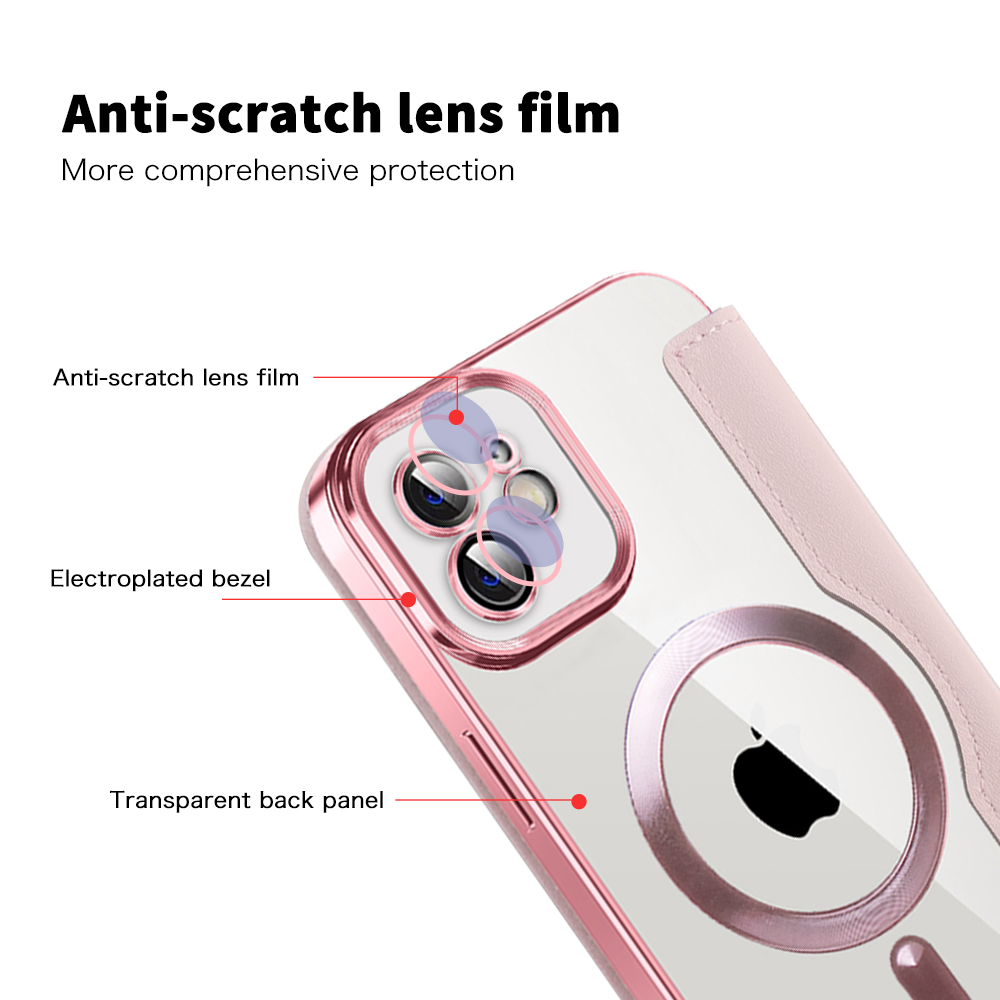 Anti-scratch lens film
More comprehensive protection
Anti-scratch lens film
Electroplated bezel
Transparent back panel